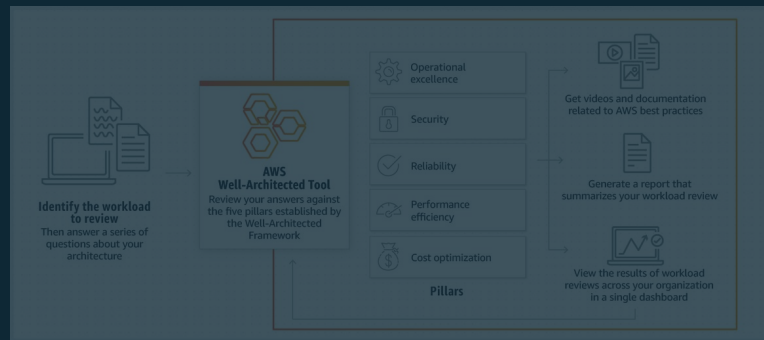 Identify the workload
to review
Then answer a series of
questions about your
architecture
AWS
Well-Architected Tool
Review your answers against
the five pillars established by
the Well-Architected
Framework
Operational
excellence
Security
Reliability
Performance
efficiency
Cost optimization
Pillars
Get videos and documentation
related to AWS best practices
Generate a report that
summarizes your workload review
View the results of workload
reviews across your organization
in a single dashboard